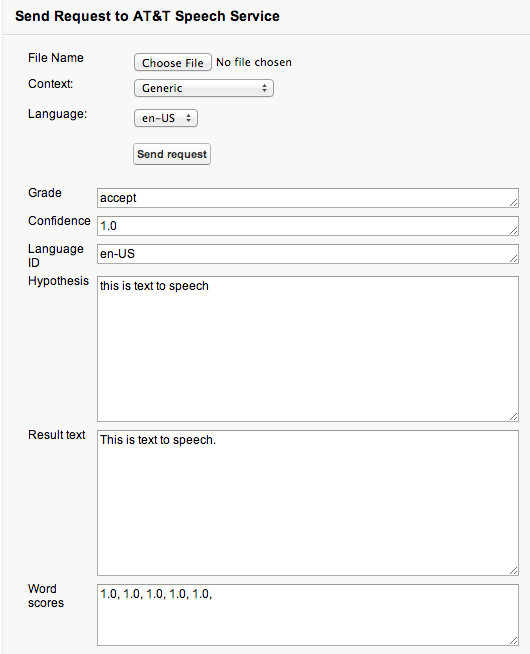 Send Request to AT&T Speech Service
File Name
Choose File No file chosen
Context:
Generic
Language:
en-US
Send request
Grade
accept
Confidence
1.0
Language
ID
en-US
Hypothesis
this is text to speech
Result text
This is text to speech.
Word
scores
1.0, 1.0, 1.0, 1.0, 1.0,